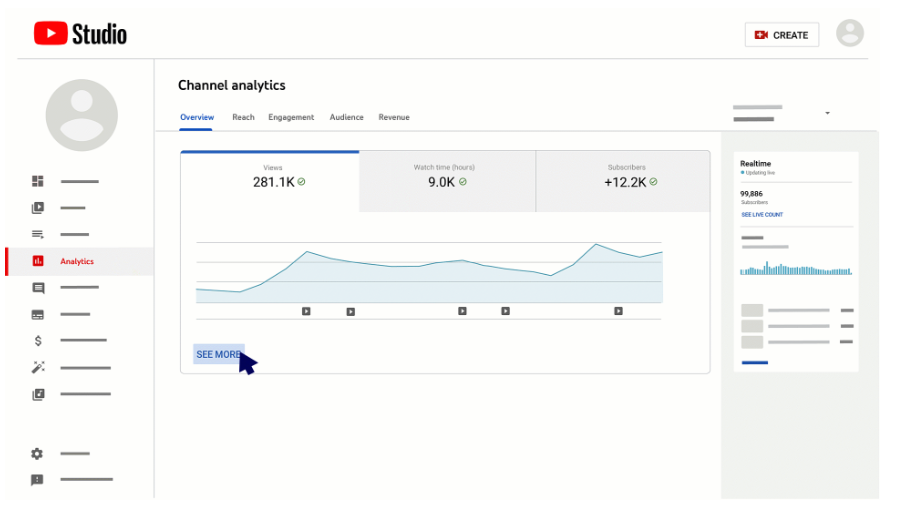 Studio
CREATE
Channel analytics
Overview Reach Engagement Audience Revenue
Views
281.1K
Watch time (hours)
9.0K
Subscribers
+12.2K
Realtime
Updating live
99,886
Subscribers
SEE LIVE COUNT
Analytics
SEE MORE